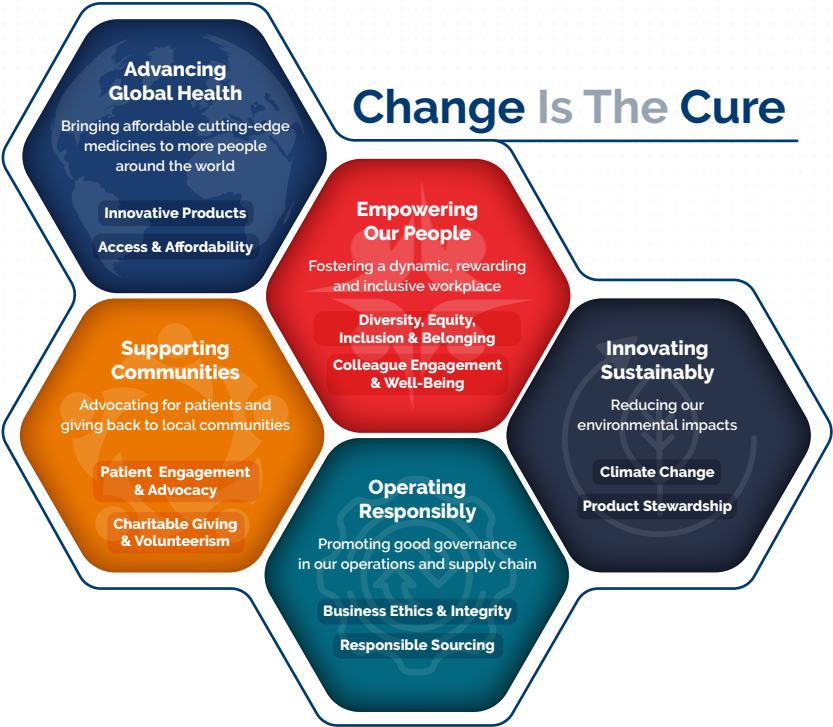 Change Is The Cure
Advancing
Global Health
Bringing affordable cutting-edge
medicines to more people
around the world
Innovative Products
Access & Affordability
Empowering
Our People
Fostering a dynamic, rewarding
and inclusive workplace
Diversity, Equity,
Inclusion & Belonging
Colleague Engagement
& Well-Being
Supporting
Communities
Advocating for patients and
giving back to local communities
Patient Engagement
& Advocacy
Charitable Giving
& Volunteerism
Innovating
Sustainably
Reducing our
environmental impacts
Climate Change
Product Stewardship
Operating
Responsibly
Promoting good governance
in our operations and supply chain
Business Ethics & Integrity
Responsible Sourcing